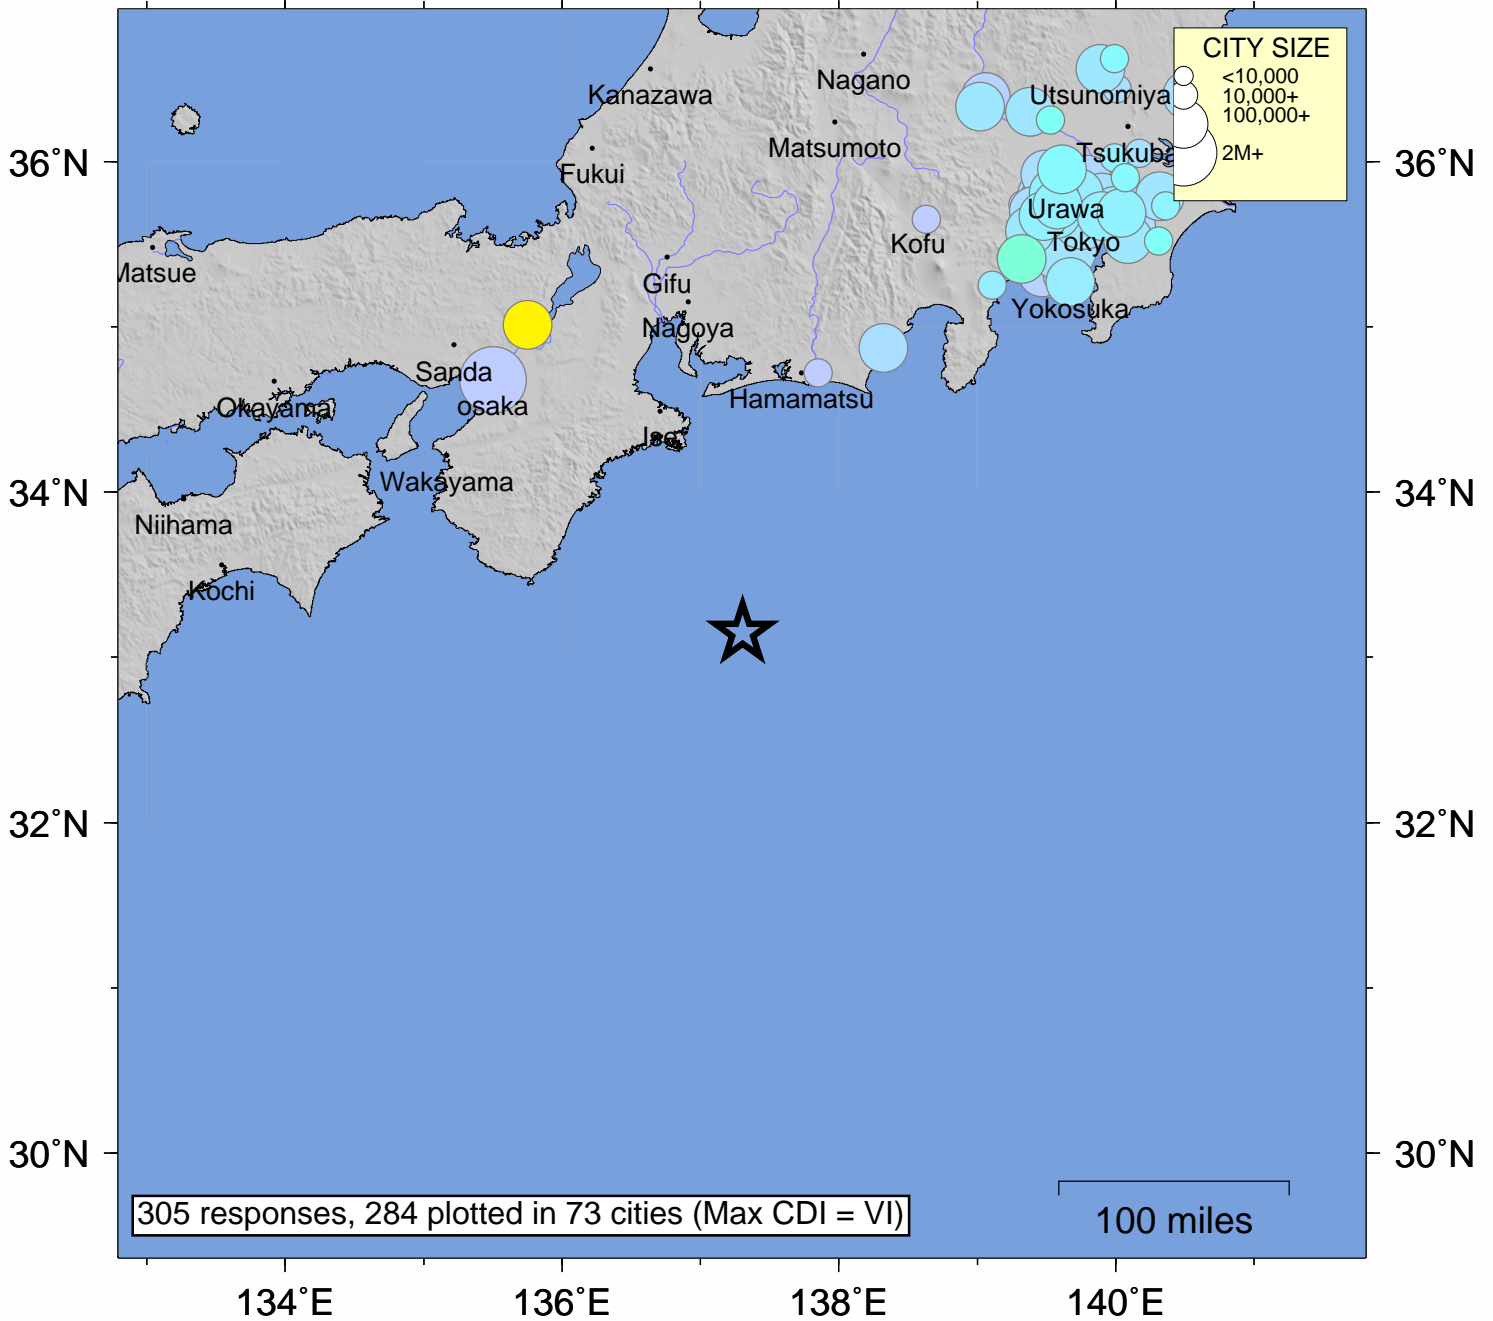 CITY SIZE
<10,000
10,000+
100,000+
2M+
Nagano
Kanazawa
Utsunomiya
Matsumoto
Tsukuba
36˚N
36˚N
Fukui
Urawa
Kofu
Tokyo
Matsue
Gifu
Yokosuka
Nagoya
Sanda
Hamamatsu
Okayama
osaka
Ise
Wakayama
34˚N
34˚N
Niihama
Kochi
32˚N
32˚N
30˚N
30˚N
305 responses, 284 plotted in 73 cities (Max CDI = VI)
100 miles
134˚E
136˚E
138˚E
140˚E